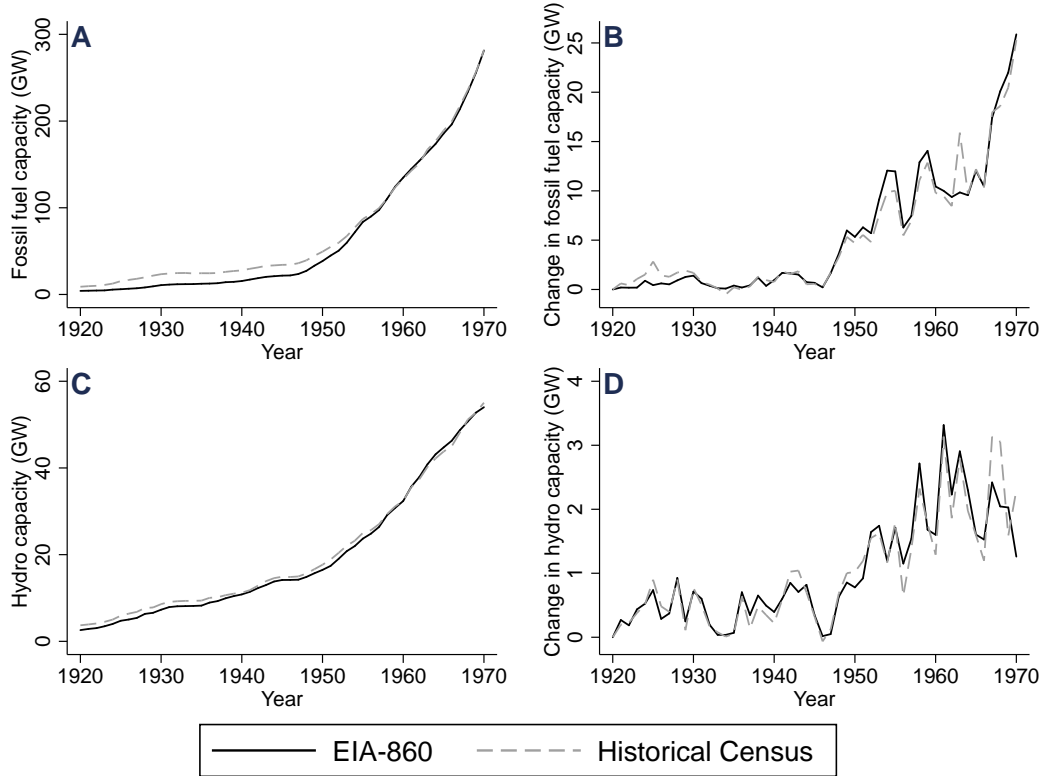 A
Fossil fuel capacity (GW)
0
100
200
300
1920 1930 1940 1950 1960 1970
Year
B
Change in fossil fuel capacity (GW)
0
5
10
15
20
25
1920 1930 1940 1950 1960 1970
Year
C
Hydro capacity (GW)
0
20
40
60
1920 1930 1940 1950 1960 1970
Year
D
Change in hydro capacity (GW)
0
1
2
3
4
1920 1930 1940 1950 1960 1970
Year
EIA-860 Historical Census